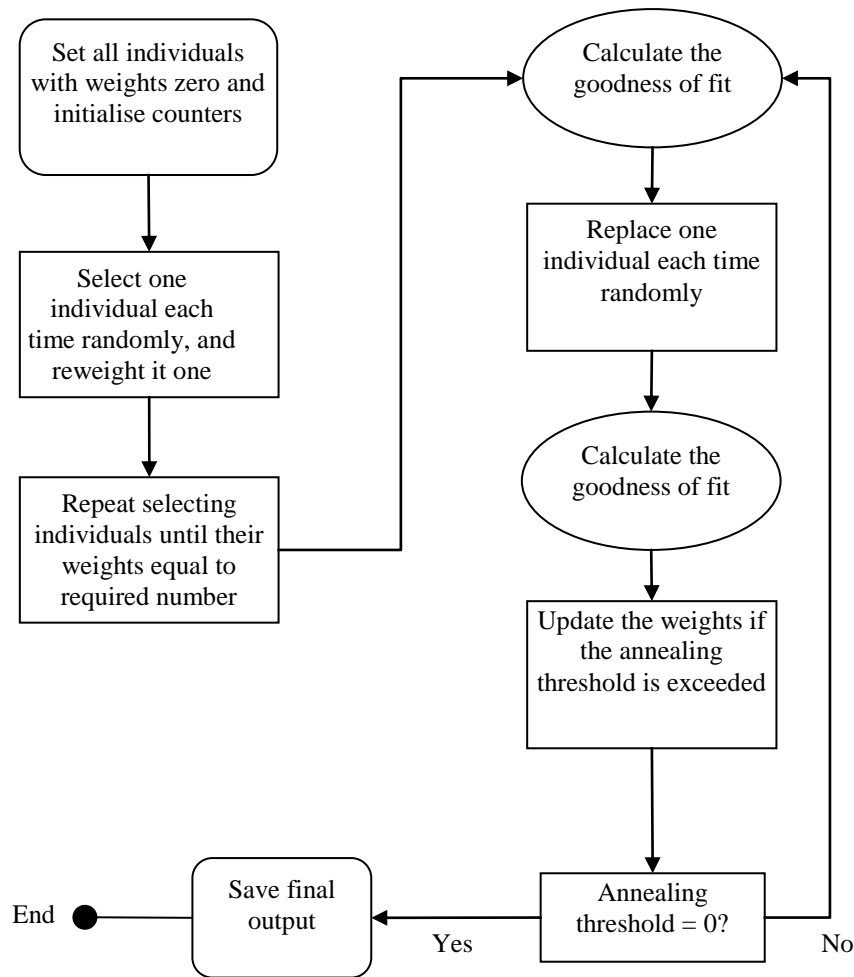 Set all individuals
with weights zero and
initialise counters
Select one
individual each
time randomly, and
reweight it one
Repeat selecting
individuals until their
weights equal to
required number
Calculate the
goodness of fit
Replace one
individual each time
randomly
Calculate the
goodness of fit
Update the weights if
the annealing
threshold is exceeded
Annealing
threshold = 0?
Yes
No
Save final
output
End